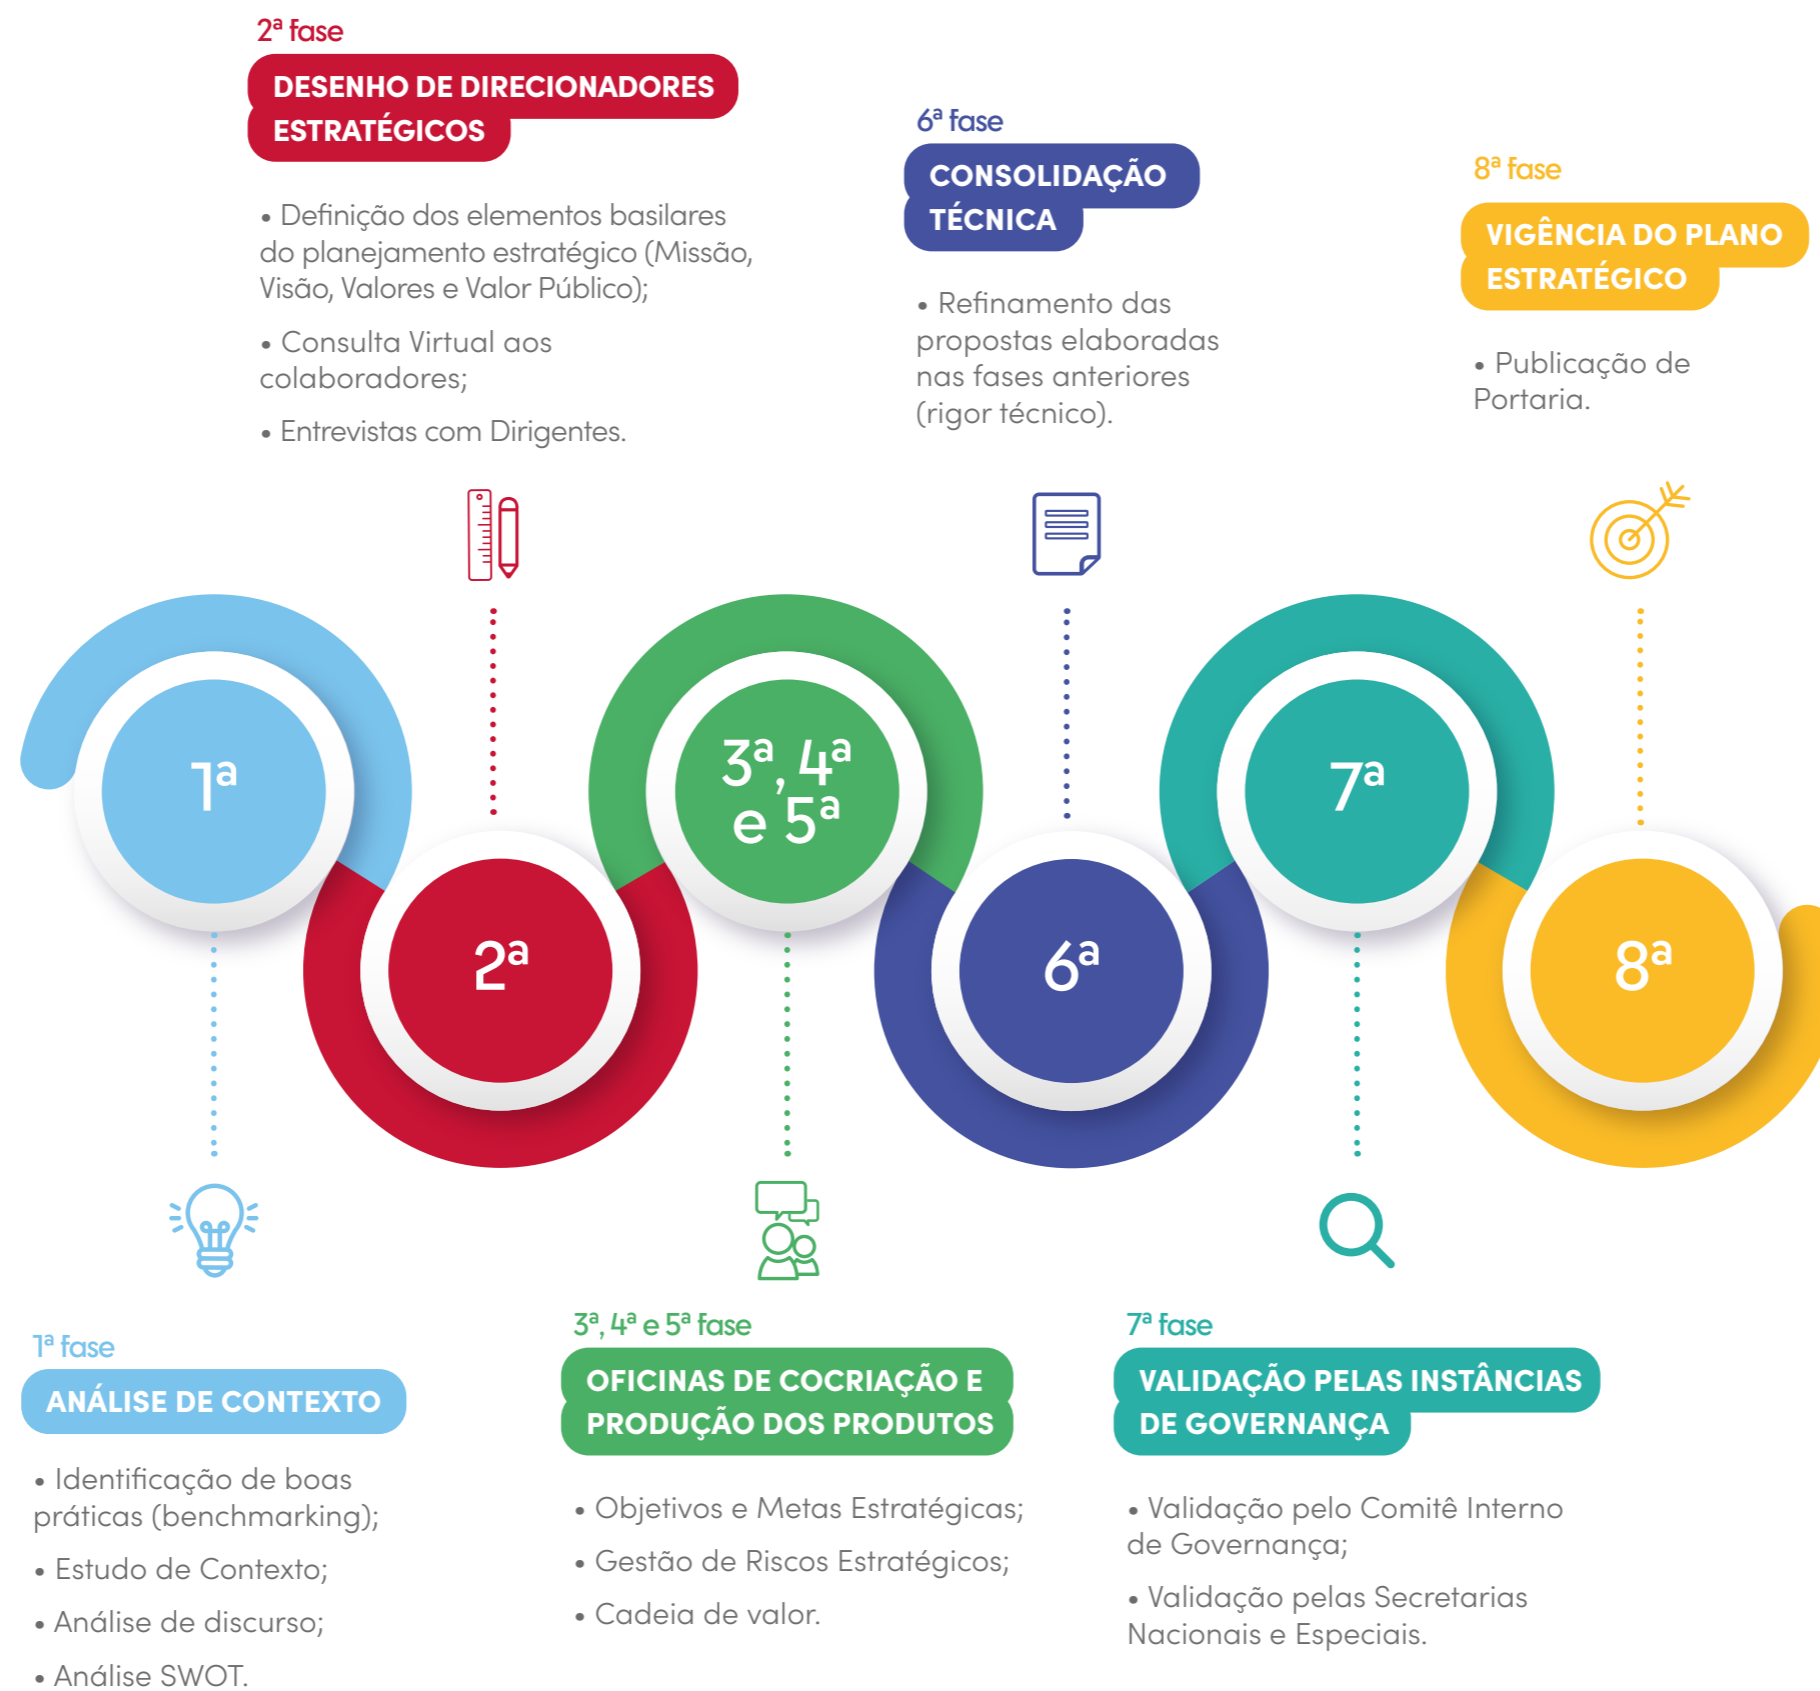 2ª fase
DESENHO DE DIRECIONADORES
ESTRATÉGICOS
• Definição dos elementos basilares
do planejamento estratégico (Missão,
Visão, Valores e Valor Público);
• Consulta Virtual aos
colaboradores;
• Entrevistas com Dirigentes.
6ª fase
CONSOLIDAÇÃO
TÉCNICA
• Refinamento das
propostas elaboradas
nas fases anteriores
(rigor técnico).
8ª fase
VIGÊNCIA DO PLANO
ESTRATÉGICO
• Publicação de
Portaria.
1ª
2ª
3ª, 4ª
e 5ª
6ª
7ª
8ª
1ª fase
ANÁLISE DE CONTEXTO
• Identificação de boas
práticas (benchmarking);
• Estudo de Contexto;
• Análise de discurso;
• Análise SWOT.
3ª, 4ª e 5ª fase
OFICINAS DE COCRIAÇÃO E
PRODUÇÃO DOS PRODUTOS
• Objetivos e Metas Estratégicas;
• Gestão de Riscos Estratégicos;
• Cadeia de valor.
7ª fase
VALIDAÇÃO PELAS INSTÂNCIAS
DE GOVERNANÇA
• Validação pelo Comitê Interno
de Governança;
• Validação pelas Secretarias
Nacionais e Especiais.